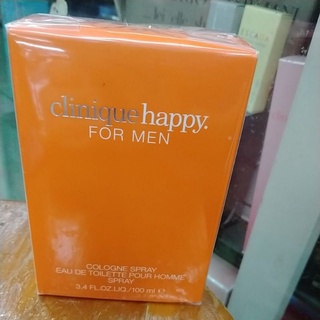 clinique happy.
FOR MEN
COLOGNE SPRAY
EAU DE TOILETTE POUR HOMME
SPRAY
3.4 FL.OZ.LIQ./100 ml ℮